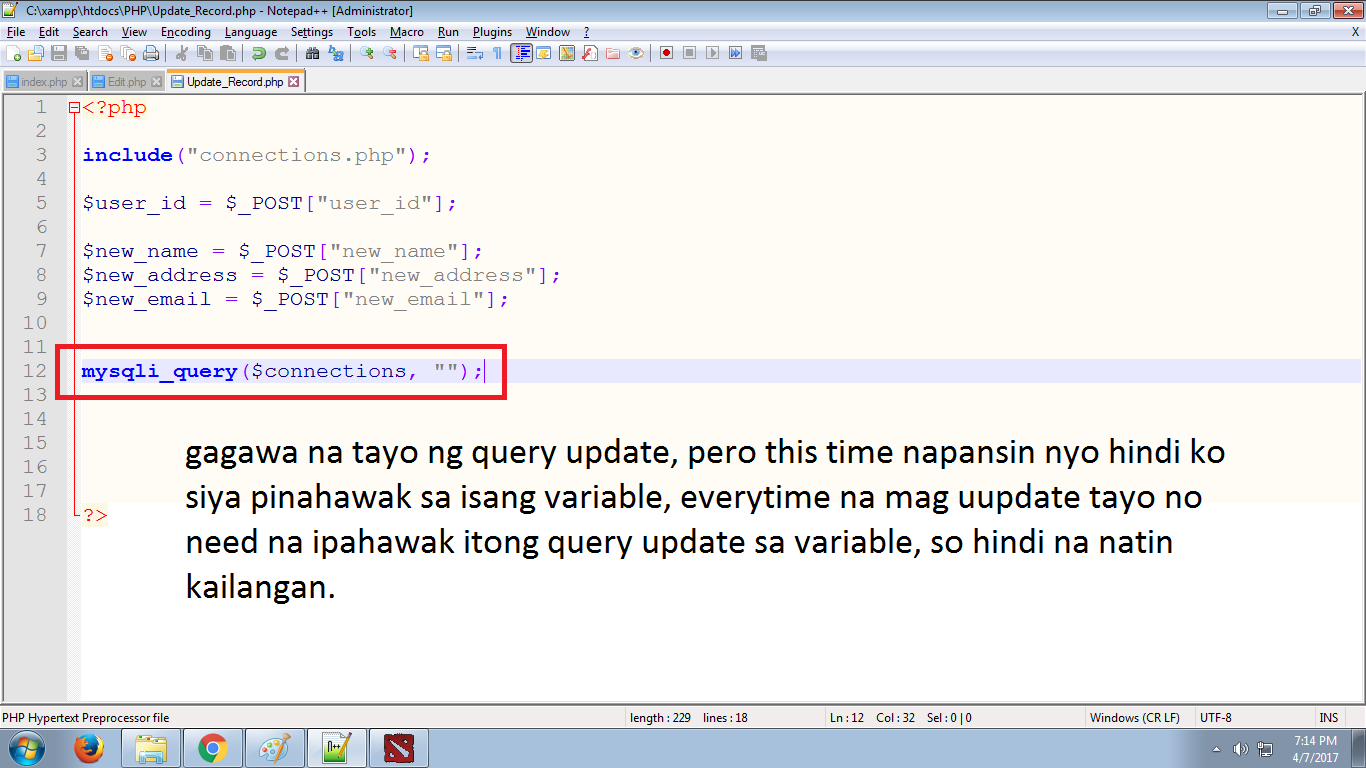 C:\xampp\htdocs\PHP\Update_Record.php - Notepad++ [Administrator]
File Edit Search View Encoding Language Settings Tools Macro Run Plugins Window ? X
index.php Edit.php Update_Record.php
1 <?php
2
3 include("connections.php");
4
5 $user_id = $_POST["user_id"];
6
7 $new_name = $_POST["new_name"];
8 $new_address = $_POST["new_address"];
9 $new_email = $_POST["new_email"];
10
11
12 mysqli_query($connections, "");
13
14
15
16
17
18 ?>
gagawa na tayo ng query update, pero this time napansin nyo hindi ko
siya pinahawak sa isang variable, everytime na mag uupdate tayo no
need na ipahawak itong query update sa variable, so hindi na natin
kailangan.
PHP Hypertext Preprocessor file length : 229 lines : 18 Ln : 12 Col : 32 Sel : 0 | 0 Windows (CR LF) UTF-8 INS
7:14 PM
4/7/2017